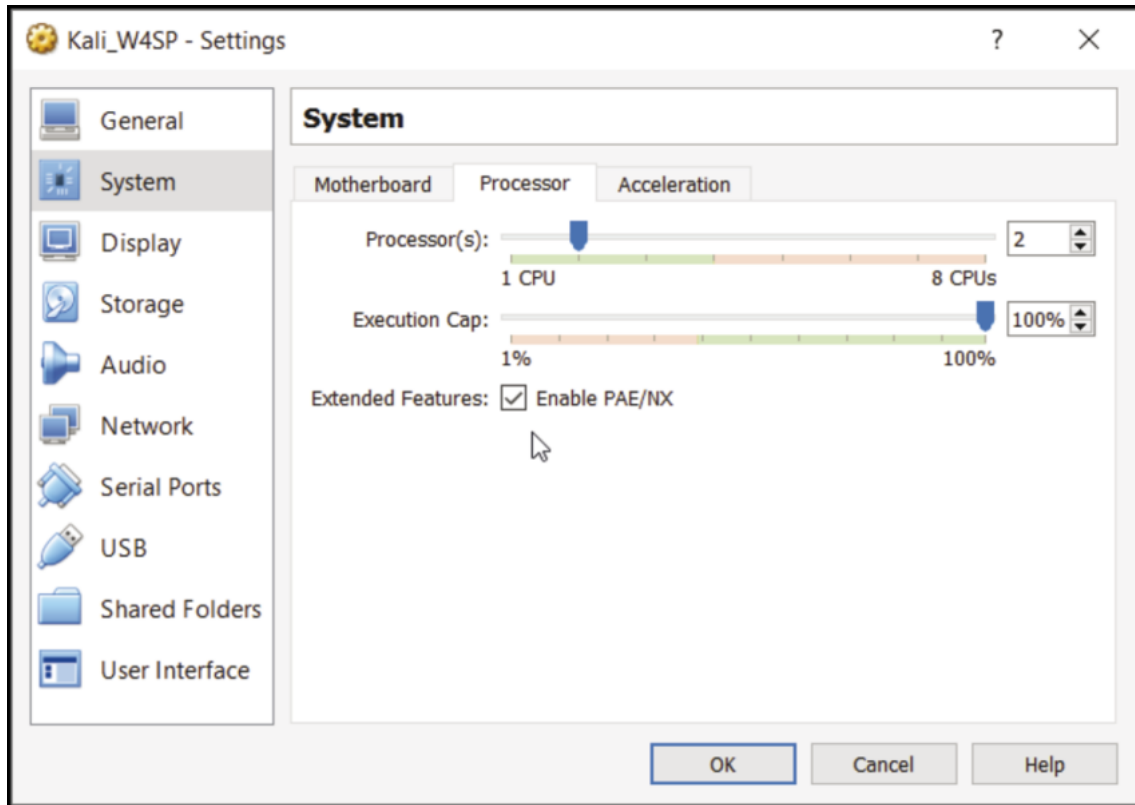 Kali_W4SP - Settings
?
General
System
Display
Storage
Audio
Network
Serial Ports
USB
Shared Folders
User Interface
System
Motherboard Processor Acceleration
Processor(s): 2
1 CPU 8 CPUs
Execution Cap: 100%
1% 100%
Extended Features: Enable PAE/NX
OK Cancel Help